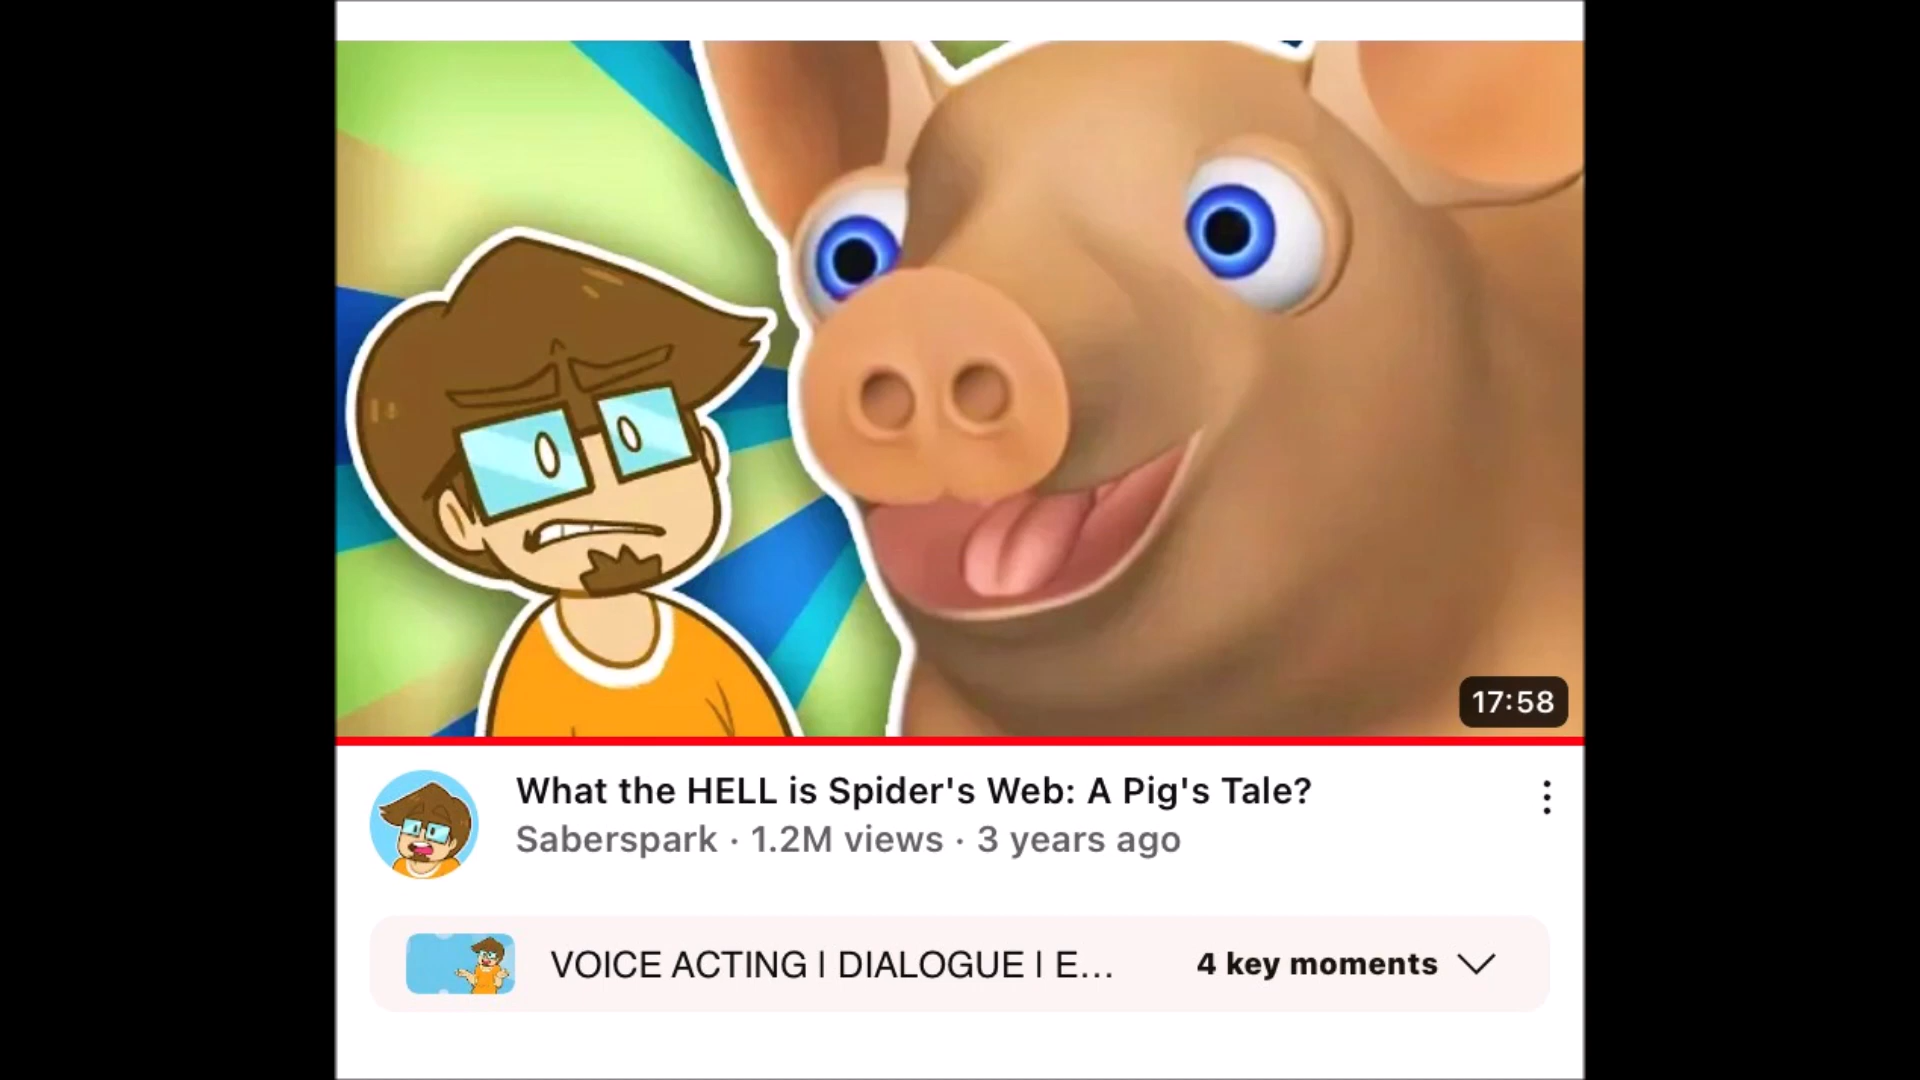 17:58
What the HELL is Spider's Web: A Pig's Tale?
Saberspark · 1.2M views · 3 years ago
VOICE ACTING | DIALOGUE | E... 4 key moments